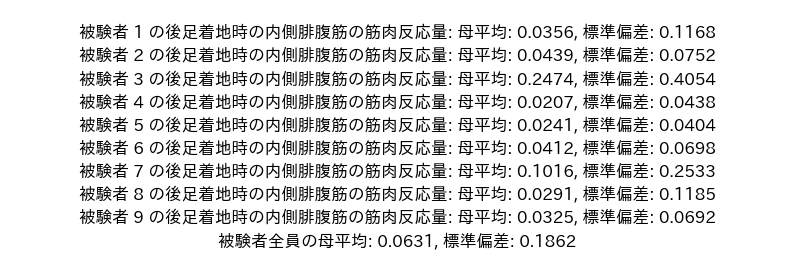 被験者 1 の後足着地時の内側腓腹筋の筋肉反応量: 母平均: 0.0356, 標準偏差: 0.1168
被験者 2 の後足着地時の内側腓腹筋の筋肉反応量: 母平均: 0.0439, 標準偏差: 0.0752
被験者 3 の後足着地時の内側腓腹筋の筋肉反応量: 母平均: 0.2474, 標準偏差: 0.4054
被験者 4 の後足着地時の内側腓腹筋の筋肉反応量: 母平均: 0.0207, 標準偏差: 0.0438
被験者 5 の後足着地時の内側腓腹筋の筋肉反応量: 母平均: 0.0241, 標準偏差: 0.0404
被験者 6 の後足着地時の内側腓腹筋の筋肉反応量: 母平均: 0.0412, 標準偏差: 0.0698
被験者 7 の後足着地時の内側腓腹筋の筋肉反応量: 母平均: 0.1016, 標準偏差: 0.2533
被験者 8 の後足着地時の内側腓腹筋の筋肉反応量: 母平均: 0.0291, 標準偏差: 0.1185
被験者 9 の後足着地時の内側腓腹筋の筋肉反応量: 母平均: 0.0325, 標準偏差: 0.0692
被験者全員の母平均: 0.0631, 標準偏差: 0.1862